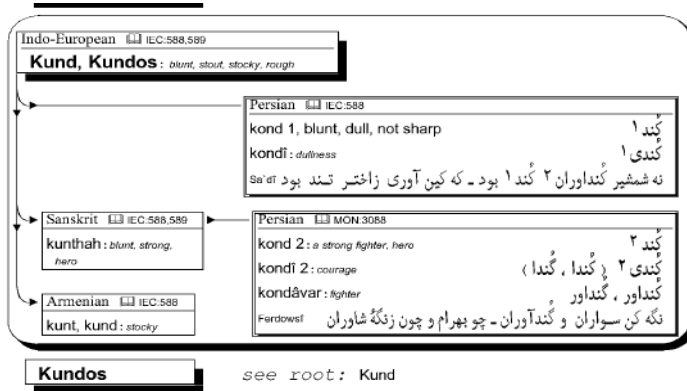 Indo-European IEC:588,589
Kund, Kundos : blunt, stout, stocky, rough
Persian IEC:588
kond 1, blunt, dull, not sharp کُند ۱
kondî : dullness کُندی ۱
Sa`dî نه شمشیر کُنداوران ۲ کُند ۱ بود ـ که کین آوری زاختـر تـند بود
Sanskrit IEC:588,589
kunthah : blunt, strong,
hero
Persian MON:3088
kond 2 : a strong fighter, hero کُند ۲
kondî 2 : courage کُندی ۲ ( کُندا ، گُندا )
kondâvar : fighter کُنداور ، گُنداور
Ferdowsî نگه کن سـواران و گُندآوران ـ چو بهرام و چون زنگهٔ شاوران
Armenian IEC:588
kunt, kund : stocky
Kundos see root: Kund